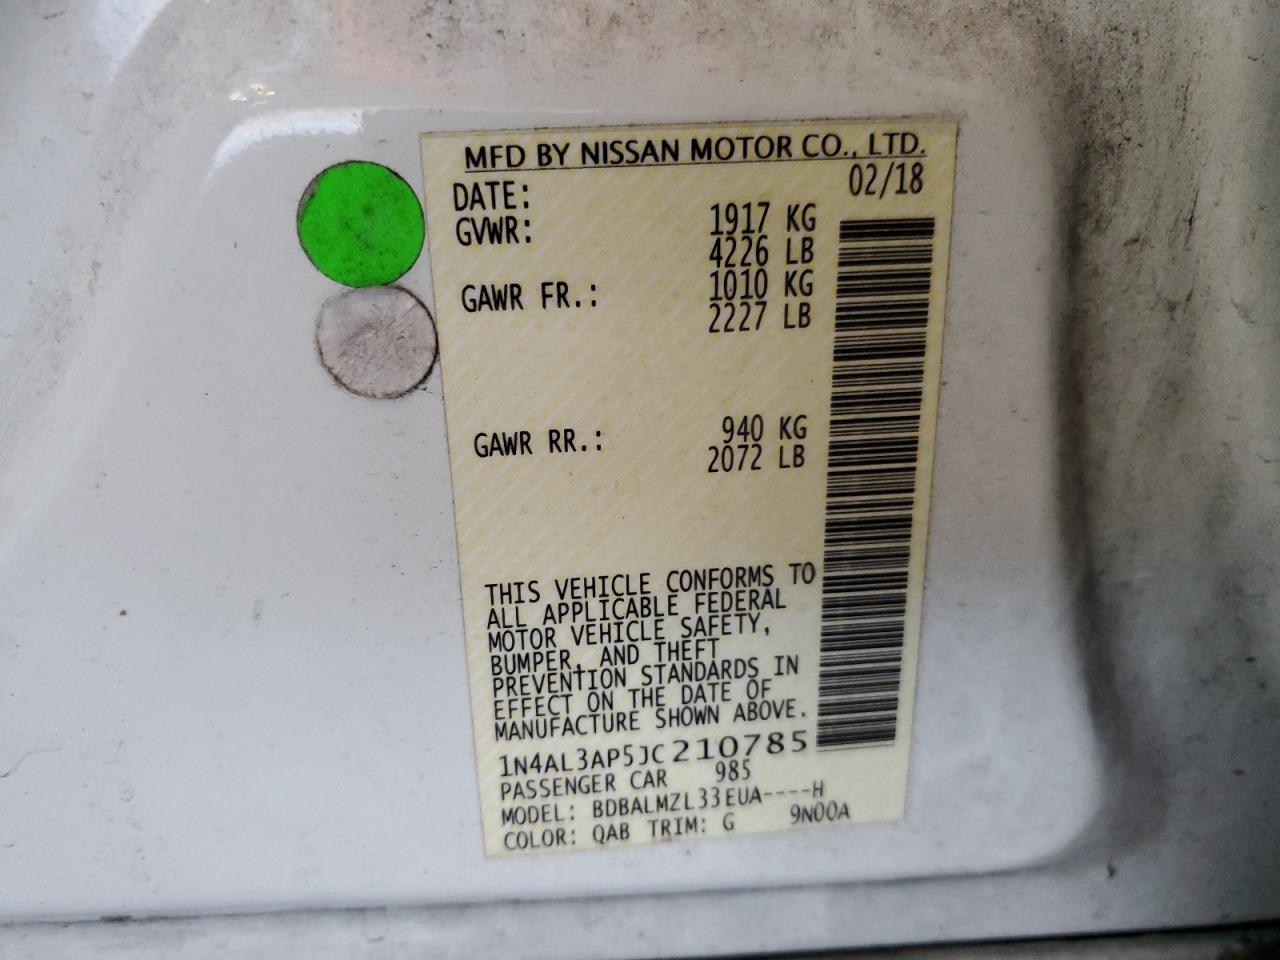 MFD BY NISSAN MOTOR CO., LTD.
DATE: 02/18
GVWR: 1917 KG
4226 LB
GAWR FR.: 1010 KG
2227 LB
GAWR RR.: 940 KG
2072 LB
THIS VEHICLE CONFORMS TO
ALL APPLICABLE FEDERAL
MOTOR VEHICLE SAFETY,
BUMPER, AND THEFT
PREVENTION STANDARDS IN
EFFECT ON THE DATE OF
MANUFACTURE SHOWN ABOVE.
1N4AL3AP5JC210785
PASSENGER CAR 985
MODEL: BDBALMZL33EUA----H
COLOR: QAB TRIM: G 9N00A